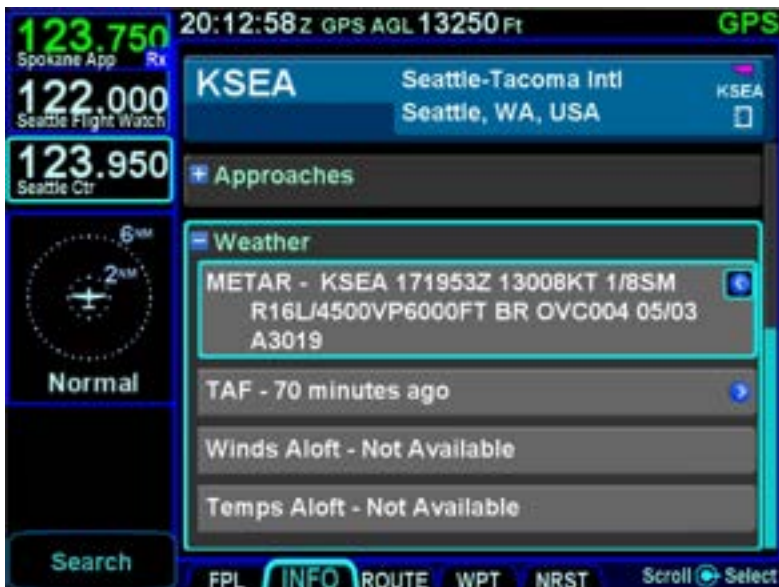 123.750
Spokane App Rx
122.000
Seattle Flight Watch
123.950
Seattle Ctr
6NM
2NM
Normal
Search
20:12:58 Z GPS AGL 13250 Ft GPS
KSEA
Seattle-Tacoma Intl
Seattle, WA, USA
KSEA
Approaches
Weather
METAR - KSEA 171953Z 13008KT 1/8SM
R16L/4500VP6000FT BR OVC004 05/03
A3019
TAF - 70 minutes ago
Winds Aloft - Not Available
Temps Aloft - Not Available
FPL INFO ROUTE WPT NRST Scroll Select